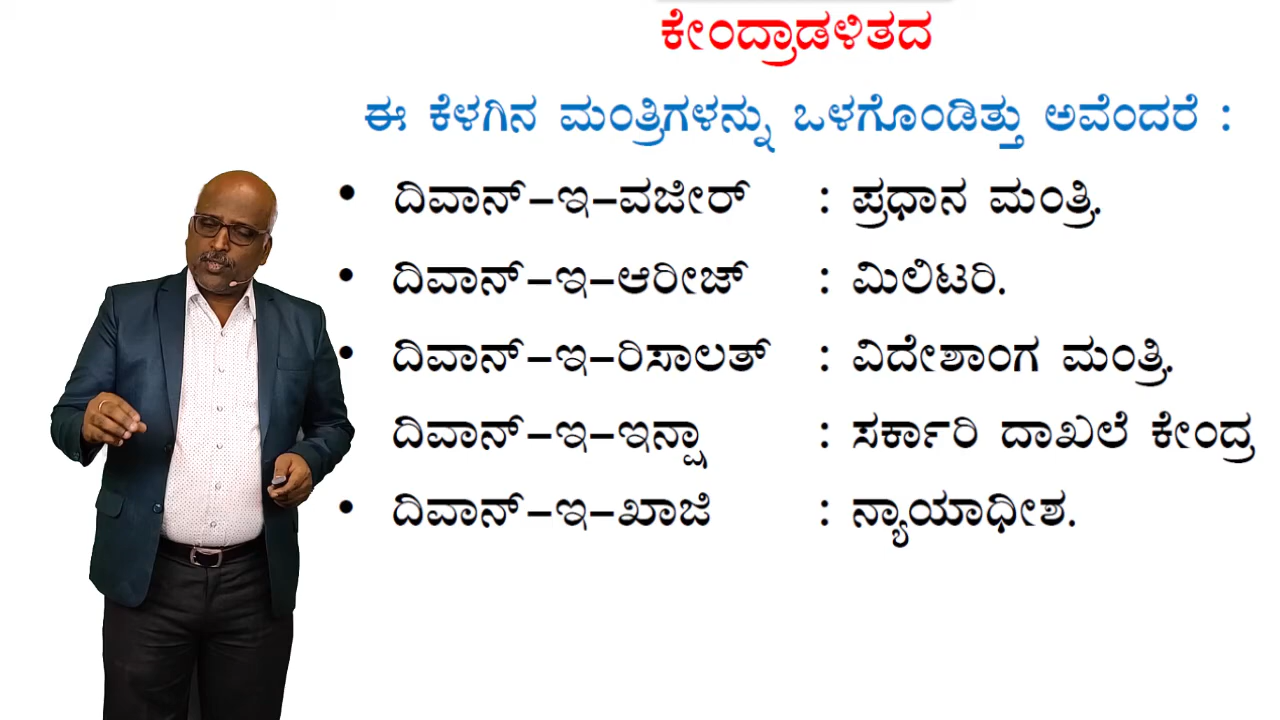 ಕೇಂದ್ರಾಡಳಿತದ
ಈ ಕೆಳಗಿನ ಮಂತ್ರಿಗಳನ್ನು ಒಳಗೊಂಡಿತ್ತು ಅವೆಂದರೆ :
• ದಿವಾನ್-ಇ-ವಜೀರ್ : ಪ್ರಧಾನ ಮಂತ್ರಿ.
• ದಿವಾನ್-ಇ-ಆರೀಜ್ : ಮಿಲಿಟರಿ.
• ದಿವಾನ್-ಇ-ರಿಸಾಲತ್ : ವಿದೇಶಾಂಗ ಮಂತ್ರಿ.
ದಿವಾನ್-ಇ-ಇನ್ಷಾ : ಸರ್ಕಾರಿ ದಾಖಲೆ ಕೇಂದ್ರ
• ದಿವಾನ್-ಇ-ಖಾಜಿ : ನ್ಯಾಯಾಧೀಶ.